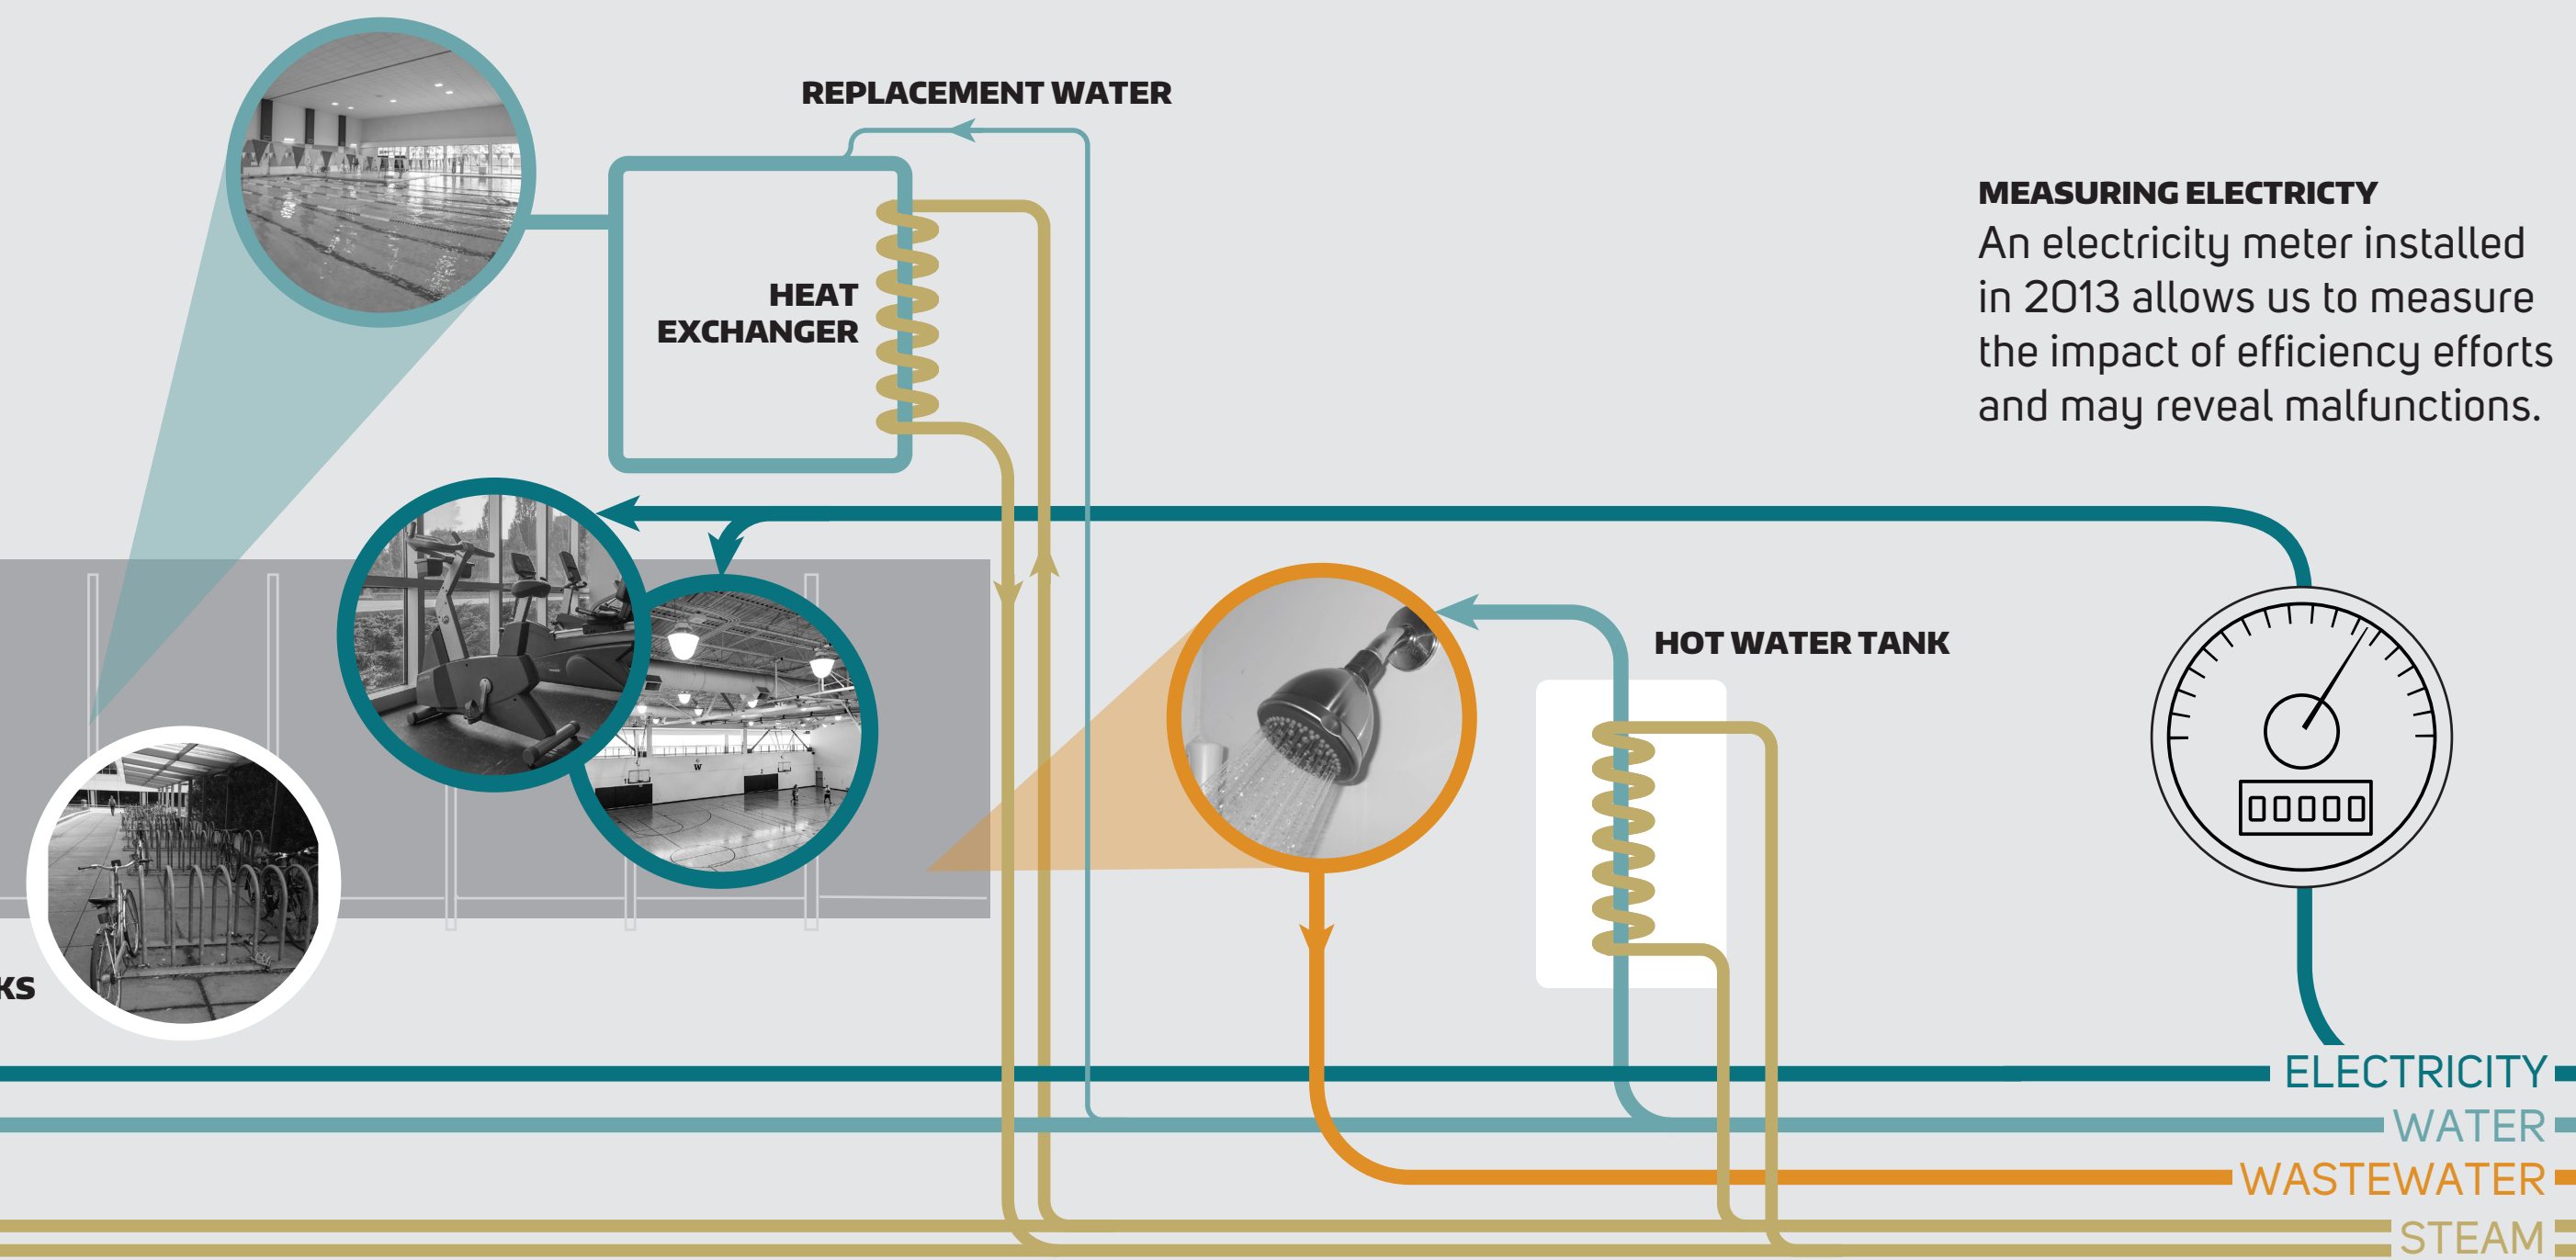 REPLACEMENT WATER
MEASURING ELECTRICTY
An electricity meter installed
in 2013 allows us to measure
the impact of efficiency efforts
and may reveal malfunctions.
HEAT
EXCHANGER
HOT WATER TANK
W
00000
KS
ELECTRICITY
WATER
WASTEWATER
STEAM